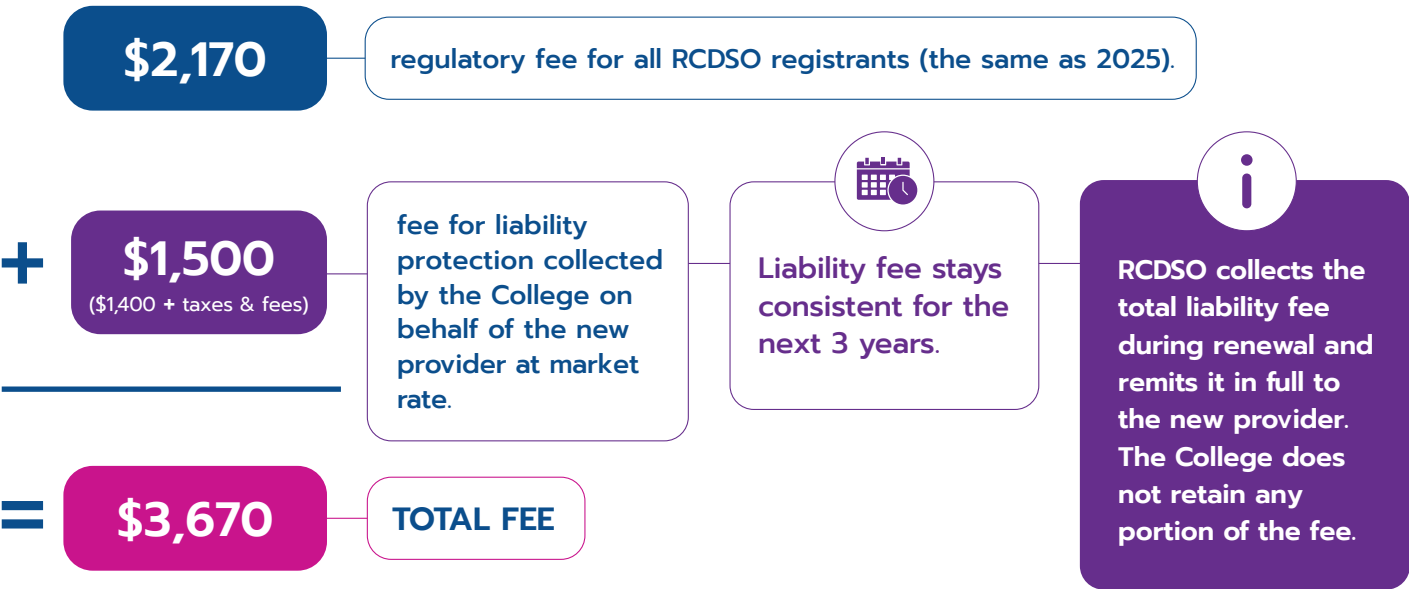 $2,170
regulatory fee for all RCDSO registrants (the same as 2025).
+
$1,500
($1,400 + taxes & fees)
fee for liability
protection collected
by the College on
behalf of the new
provider at market
rate.
Liability fee stays
consistent for the
next 3 years.
i
RCDSO collects the
total liability fee
during renewal and
remits it in full to
the new provider.
The College does
not retain any
portion of the fee.
=
$3,670
TOTAL FEE